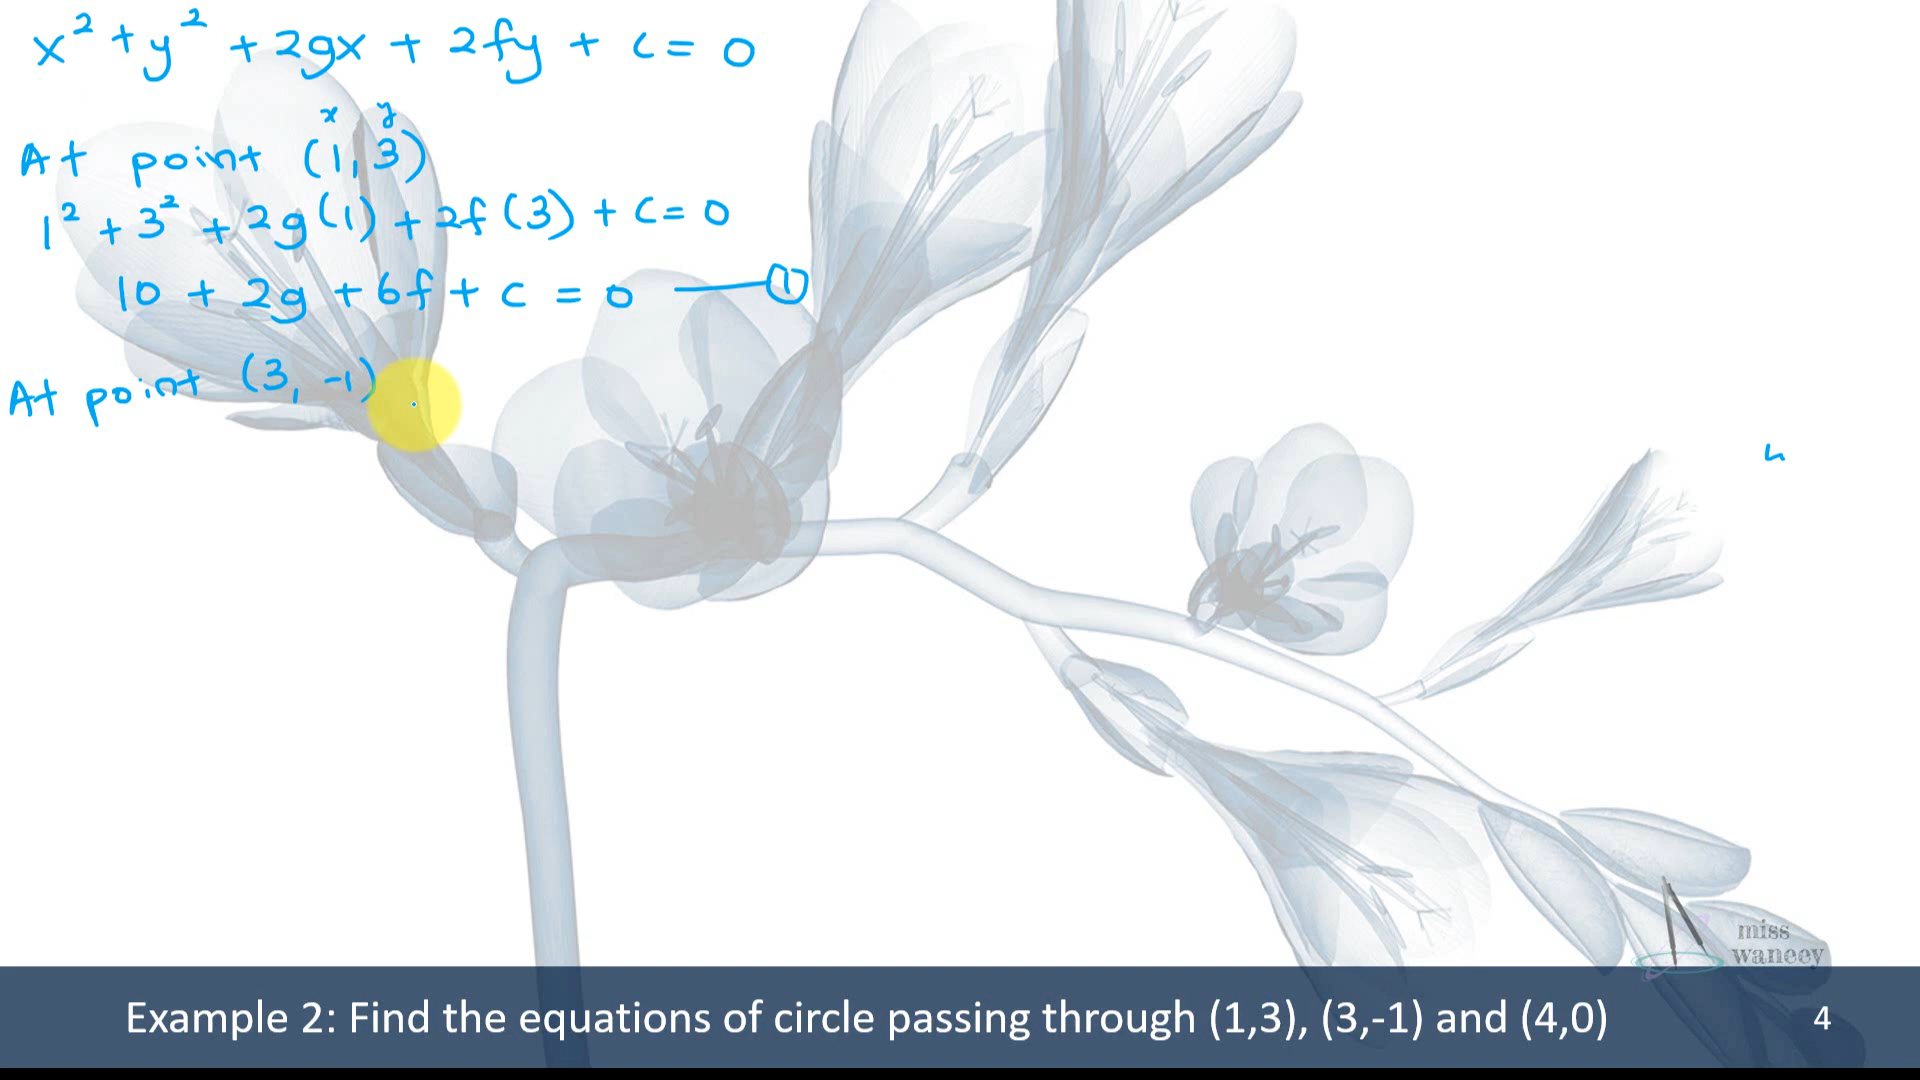 x² + y² + 2gx + 2fy + c = 0
x y
At point (1, 3)
1² + 3² + 2g(1) + 2f(3) + c = 0
10 + 2g + 6f + c = 0 —— ①
At point (3, -1)
miss
waneey
Example 2: Find the equations of circle passing through (1,3), (3,-1) and (4,0)
4